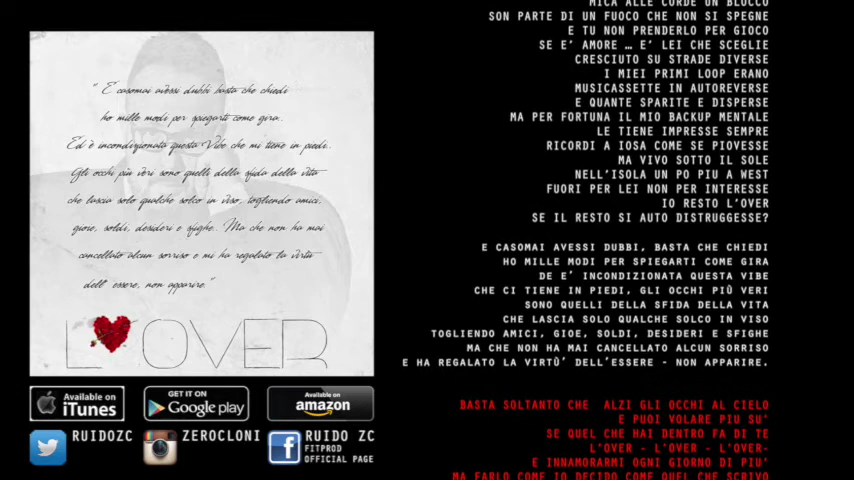 " E casomai avessi dubbi basta che chiedi
ho mille modi per spiegarti come gira..
Ed è incondizionata questa Vibe che mi tiene in piedi..
Gli occhi più veri sono quelli della sfida della vita
che lascia solo qualche solco in viso, togliendo amici,
gioie, soldi, desideri e sfighe.. Ma che non ha mai
cancellato alcun sorriso e mi ha regalato la virtù
dell' essere, non apparire."
L OVER
Available on
iTunes
GET IT ON
Google play
Available on
amazon
RUIDOZC
ZEROCLONI
RUIDO ZC
FITPROD
OFFICIAL PAGE
MICA ALLE CORDE UN BLOCCO
SON PARTE DI UN FUOCO CHE NON SI SPEGNE
E TU NON PRENDERLO PER GIOCO
SE E' AMORE … E' LEI CHE SCEGLIE
CRESCIUTO SU STRADE DIVERSE
I MIEI PRIMI LOOP ERANO
MUSICASSETTE IN AUTOREVERSE
E QUANTE SPARITE E DISPERSE
MA PER FORTUNA IL MIO BACKUP MENTALE
LE TIENE IMPRESSE SEMPRE
RICORDI A IOSA COME SE PIOVESSE
MA VIVO SOTTO IL SOLE
NELL'ISOLA UN PO PIU A WEST
FUORI PER LEI NON PER INTERESSE
IO RESTO L'OVER
SE IL RESTO SI AUTO DISTRUGGESSE?
E CASOMAI AVESSI DUBBI, BASTA CHE CHIEDI
HO MILLE MODI PER SPIEGARTI COME GIRA
DE E' INCONDIZIONATA QUESTA VIBE
CHE CI TIENE IN PIEDI, GLI OCCHI PIÙ VERI
SONO QUELLI DELLA SFIDA DELLA VITA
CHE LASCIA SOLO QUALCHE SOLCO IN VISO
TOGLIENDO AMICI, GIOE, SOLDI, DESIDERI E SFIGHE
MA CHE NON HA MAI CANCELLATO ALCUN SORRISO
E HA REGALATO LA VIRTÙ' DELL'ESSERE - NON APPARIRE.
BASTA SOLTANTO CHE  ALZI GLI OCCHI AL CIELO
E PUOI VOLARE PIU SU'
SE QUEL CHE HAI DENTRO FA DI TE
L'OVER - L'OVER - L'OVER-
E INNAMORARMI OGNI GIORNO DI PIU'
MA FARLO COME IO DECIDO COME QUEL CHE SCRIVO